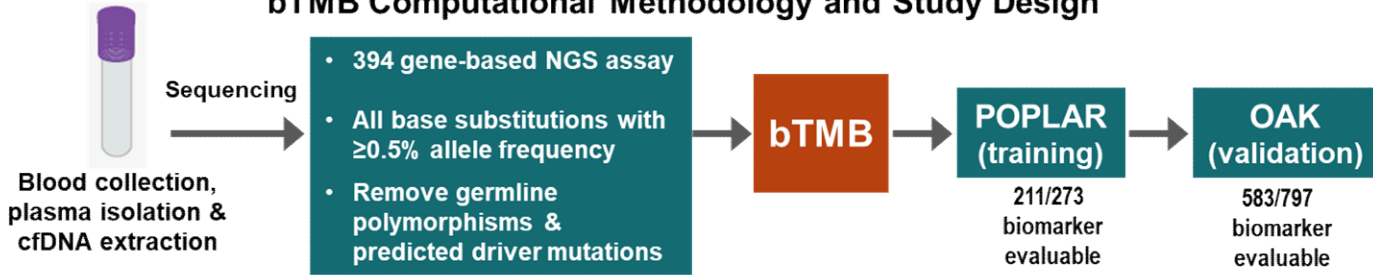 bTMB Computational Methodology and Study Design
Sequencing
Blood collection,
plasma isolation &
cfDNA extraction
• 394 gene-based NGS assay
• All base substitutions with
≥0.5% allele frequency
• Remove germline
polymorphisms &
predicted driver mutations
bTMB
POPLAR
(training)
211/273
biomarker
evaluable
OAK
(validation)
583/797
biomarker
evaluable